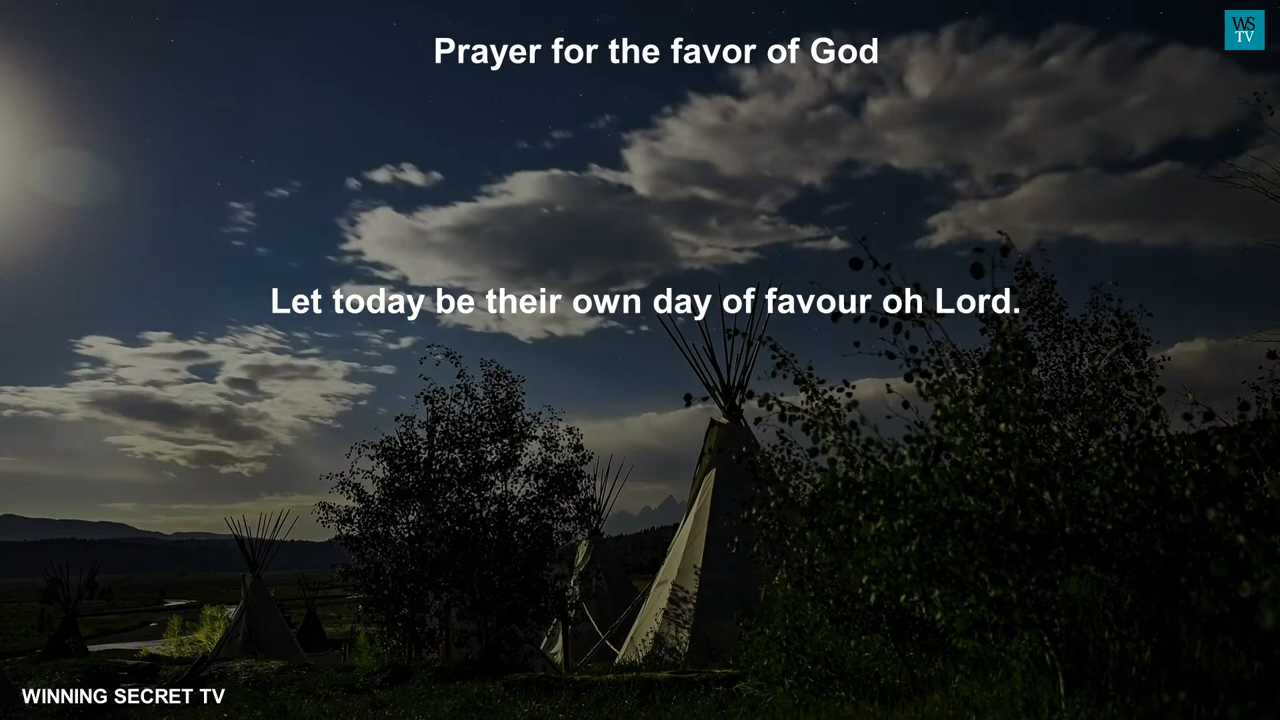 WS
TV
Prayer for the favor of God
Let today be their own day of favour oh Lord.
WINNING SECRET TV